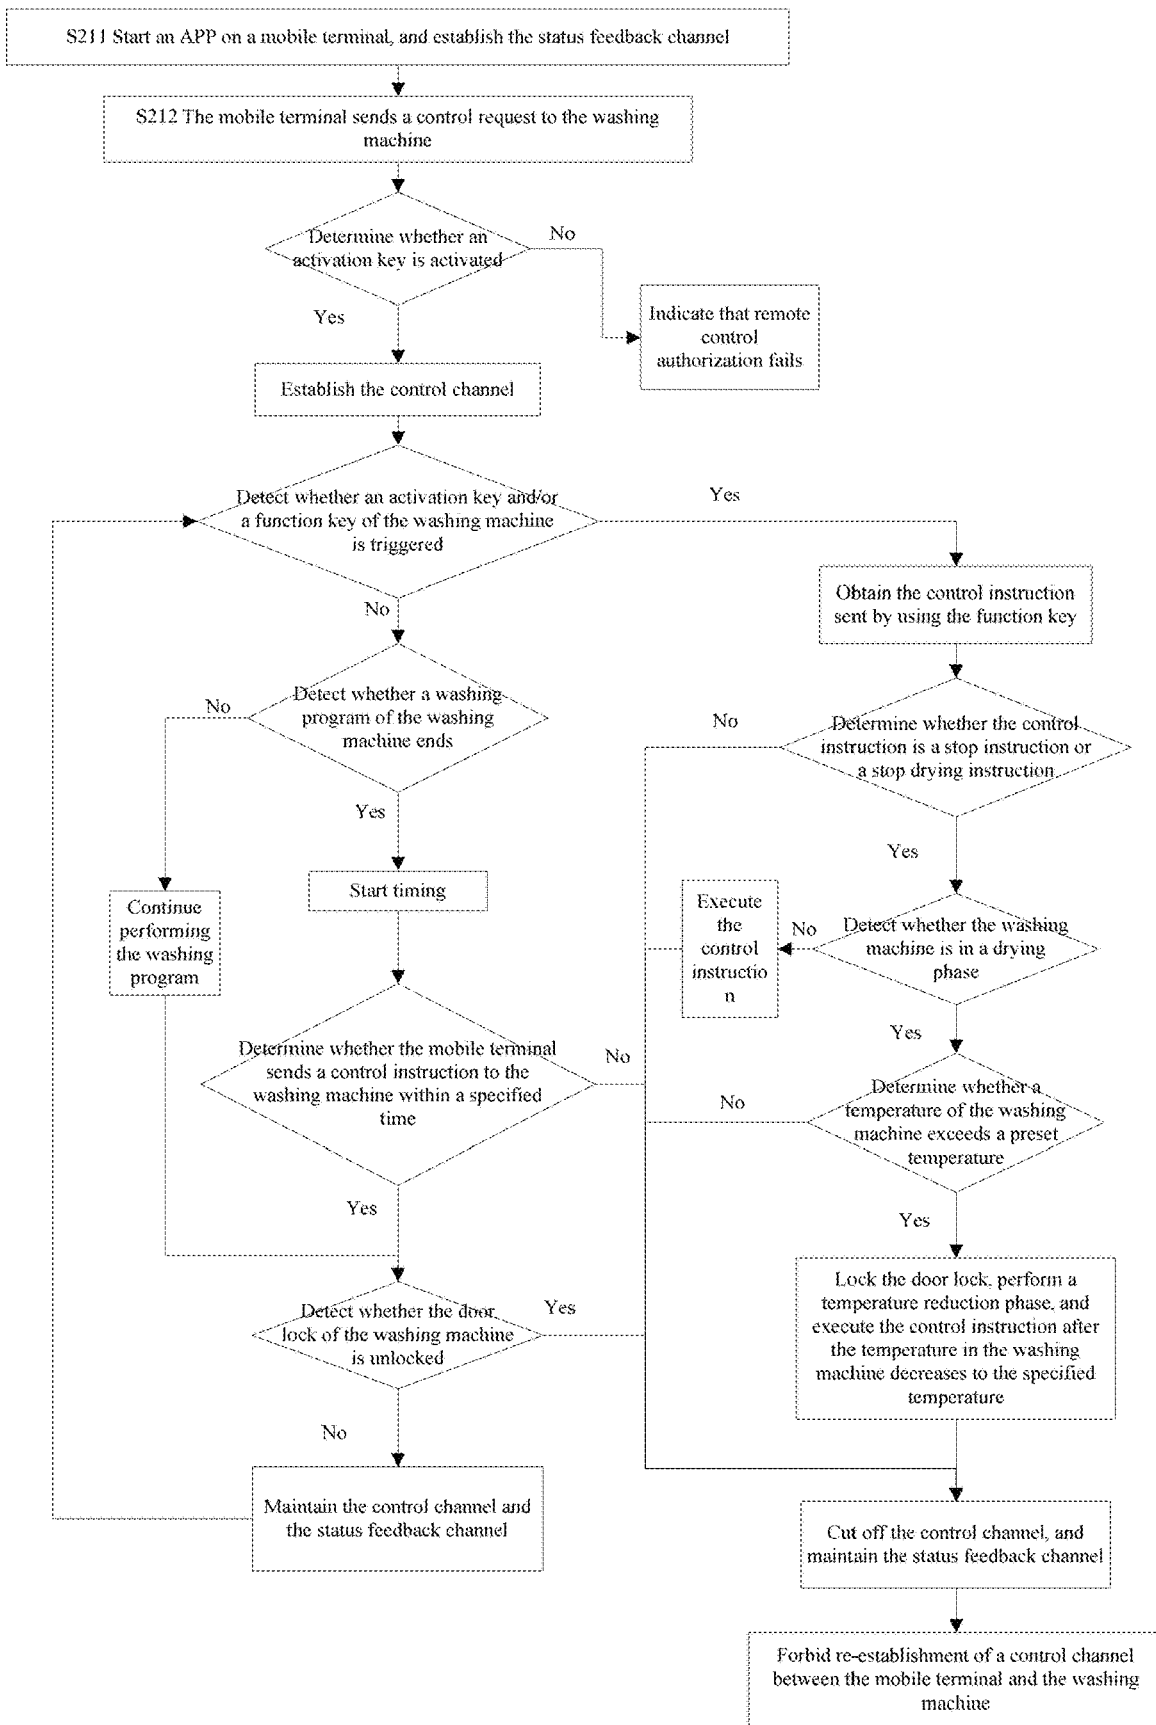 S211 Start an APP on a mobile terminal, and establish the status feedback channel
S212 The mobile terminal sends a control request to the washing
machine
Determine whether an
activation key is activated
No
Yes
Indicate that remote
control
authorization fails
Establish the control channel
Detect whether an activation key and/or
a function key of the washing machine
is triggered
Yes
No
Obtain the control instruction
sent by using the function key
Detect whether a washing
program of the washing
machine ends
No
Yes
Determine whether the control
instruction is a stop instruction or
a stop drying instruction
No
Yes
Start timing
Continue
performing
the washing
program
Execute
the
control
instructio
n
No
Detect whether the washing
machine is in a drying
phase
Yes
Determine whether the mobile terminal
sends a control instruction to the
washing machine within a specified
time
No
Yes
Determine whether a
temperature of the washing
machine exceeds a preset
temperature
No
Yes
Detect whether the door
lock of the washing machine
is unlocked
Yes
No
Lock the door lock, perform a
temperature reduction phase, and
execute the control instruction after
the temperature in the washing
machine decreases to the specified
temperature
Maintain the control channel and
the status feedback channel
Cut off the control channel, and
maintain the status feedback channel
Forbid re-establishment of a control channel
between the mobile terminal and the washing
machine